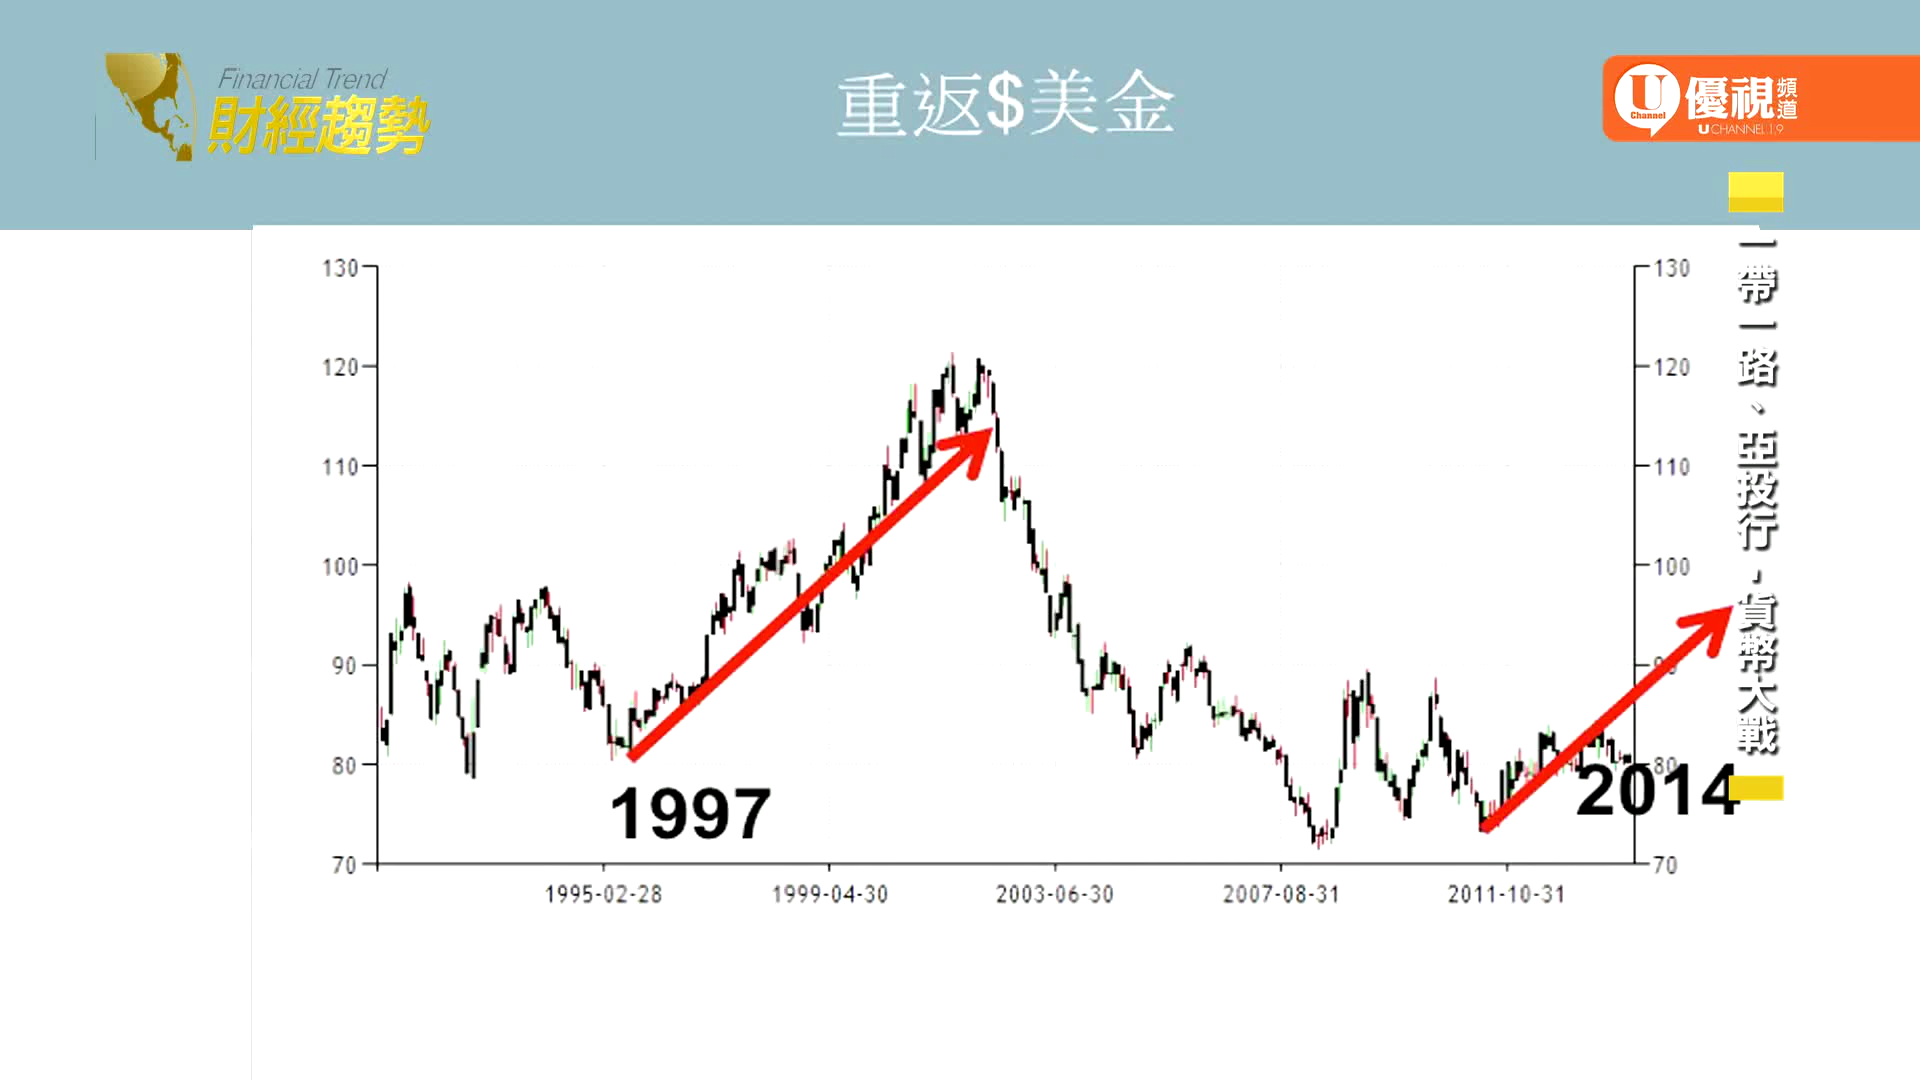 Financial Trend
財經趨勢
重返$美金
U
Channel
優視頻道
U CHANNEL 1.9
一帶一路、亞投行,貨幣大戰
130
120
110
100
90
80
70
130
120
110
100
90
80
70
1997
2014
1995-02-28
1999-04-30
2003-06-30
2007-08-31
2011-10-31